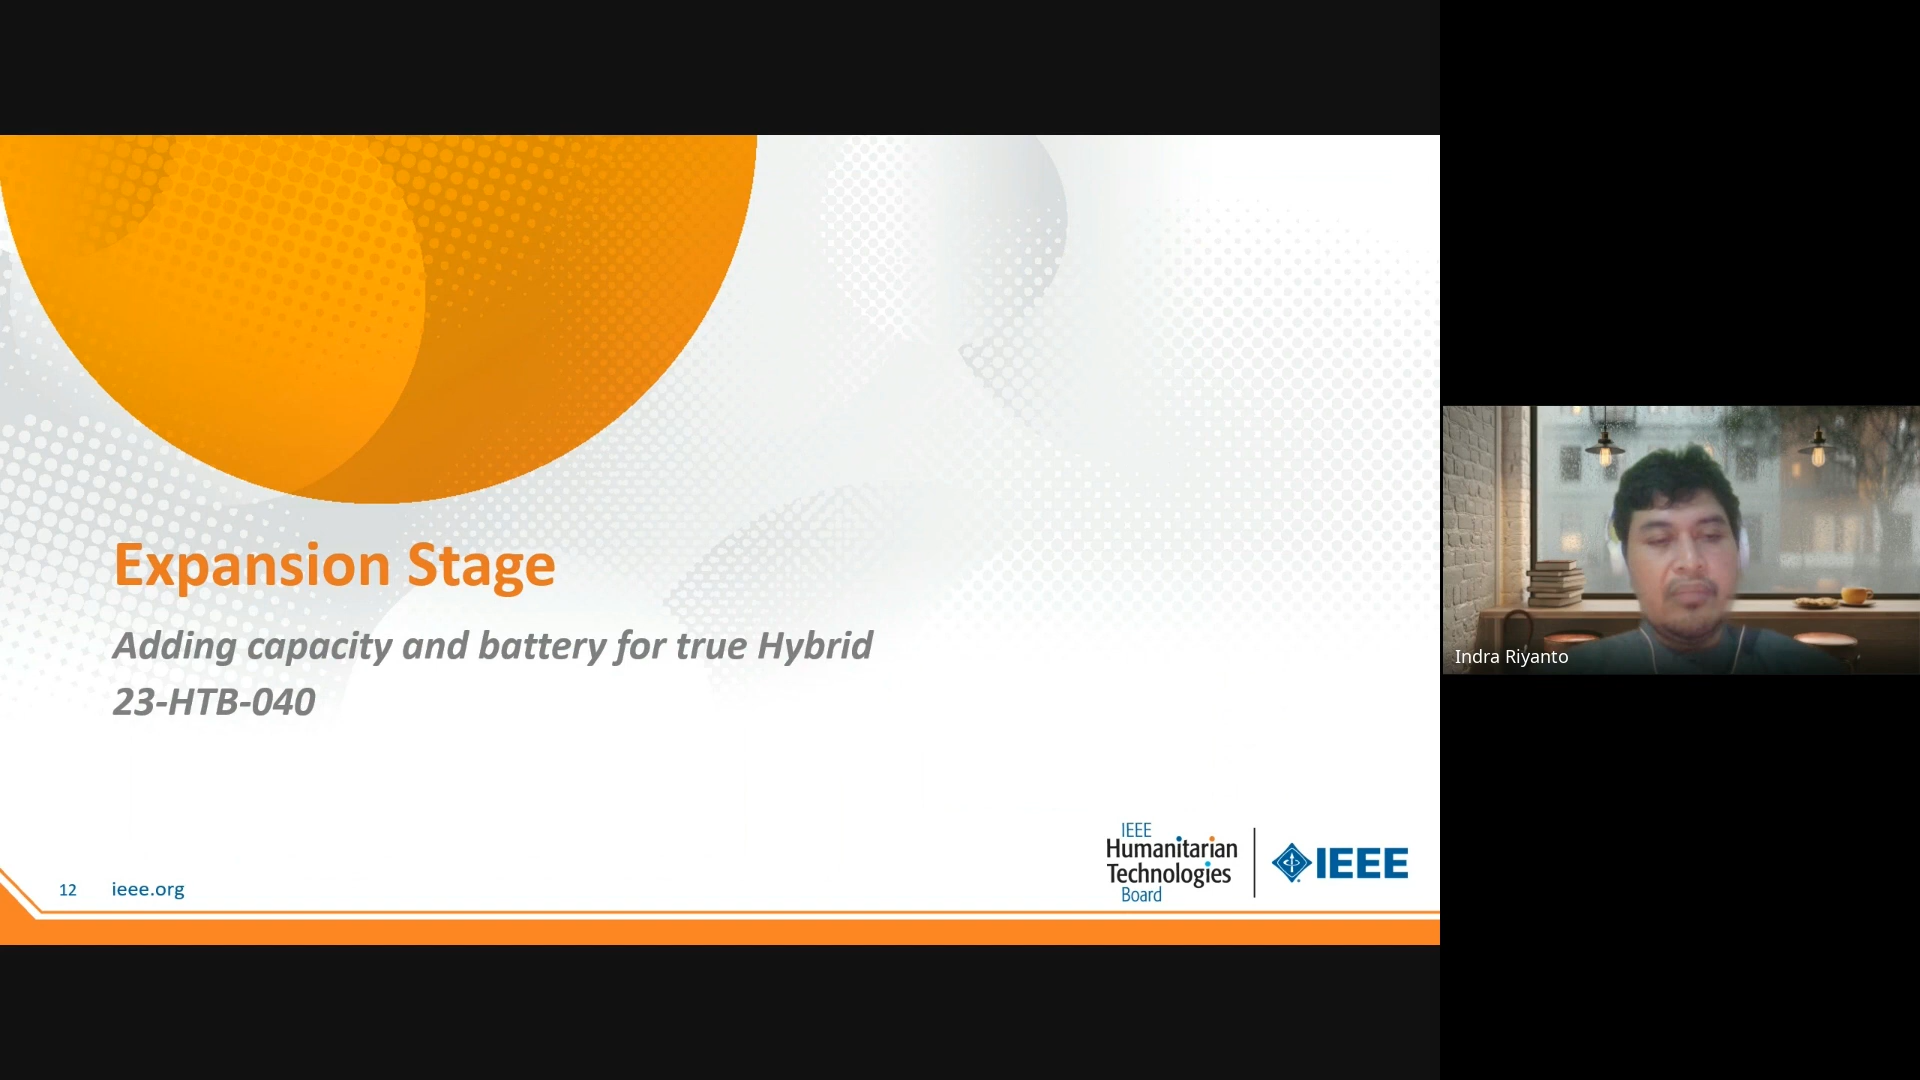 Expansion Stage
Adding capacity and battery for true Hybrid
23-HTB-040
12 ieee.org
IEEE
Humanitarian
Technologies
Board
IEEE
Indra Riyanto